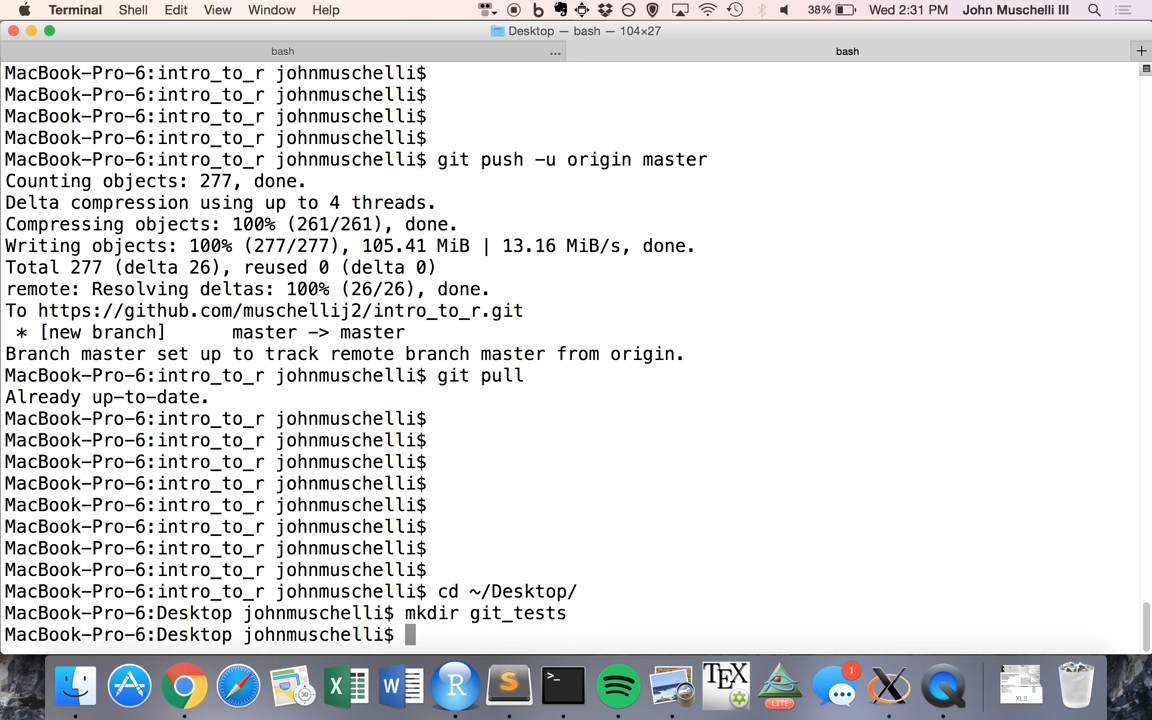 Terminal Shell Edit View Window Help 38% Wed 2:31 PM John Muschelli III
Desktop — bash — 104×27
bash ... bash +
MacBook-Pro-6:intro_to_r johnmuschelli$
MacBook-Pro-6:intro_to_r johnmuschelli$
MacBook-Pro-6:intro_to_r johnmuschelli$
MacBook-Pro-6:intro_to_r johnmuschelli$
MacBook-Pro-6:intro_to_r johnmuschelli$ git push -u origin master
Counting objects: 277, done.
Delta compression using up to 4 threads.
Compressing objects: 100% (261/261), done.
Writing objects: 100% (277/277), 105.41 MiB | 13.16 MiB/s, done.
Total 277 (delta 26), reused 0 (delta 0)
remote: Resolving deltas: 100% (26/26), done.
To https://github.com/muschellij2/intro_to_r.git
 * [new branch]      master -> master
Branch master set up to track remote branch master from origin.
MacBook-Pro-6:intro_to_r johnmuschelli$ git pull
Already up-to-date.
MacBook-Pro-6:intro_to_r johnmuschelli$
MacBook-Pro-6:intro_to_r johnmuschelli$
MacBook-Pro-6:intro_to_r johnmuschelli$
MacBook-Pro-6:intro_to_r johnmuschelli$
MacBook-Pro-6:intro_to_r johnmuschelli$
MacBook-Pro-6:intro_to_r johnmuschelli$
MacBook-Pro-6:intro_to_r johnmuschelli$
MacBook-Pro-6:intro_to_r johnmuschelli$
MacBook-Pro-6:intro_to_r johnmuschelli$ cd ~/Desktop/
MacBook-Pro-6:Desktop johnmuschelli$ mkdir git_tests
MacBook-Pro-6:Desktop johnmuschelli$
3D X W R S >_ TEX LITE 1 X XLS